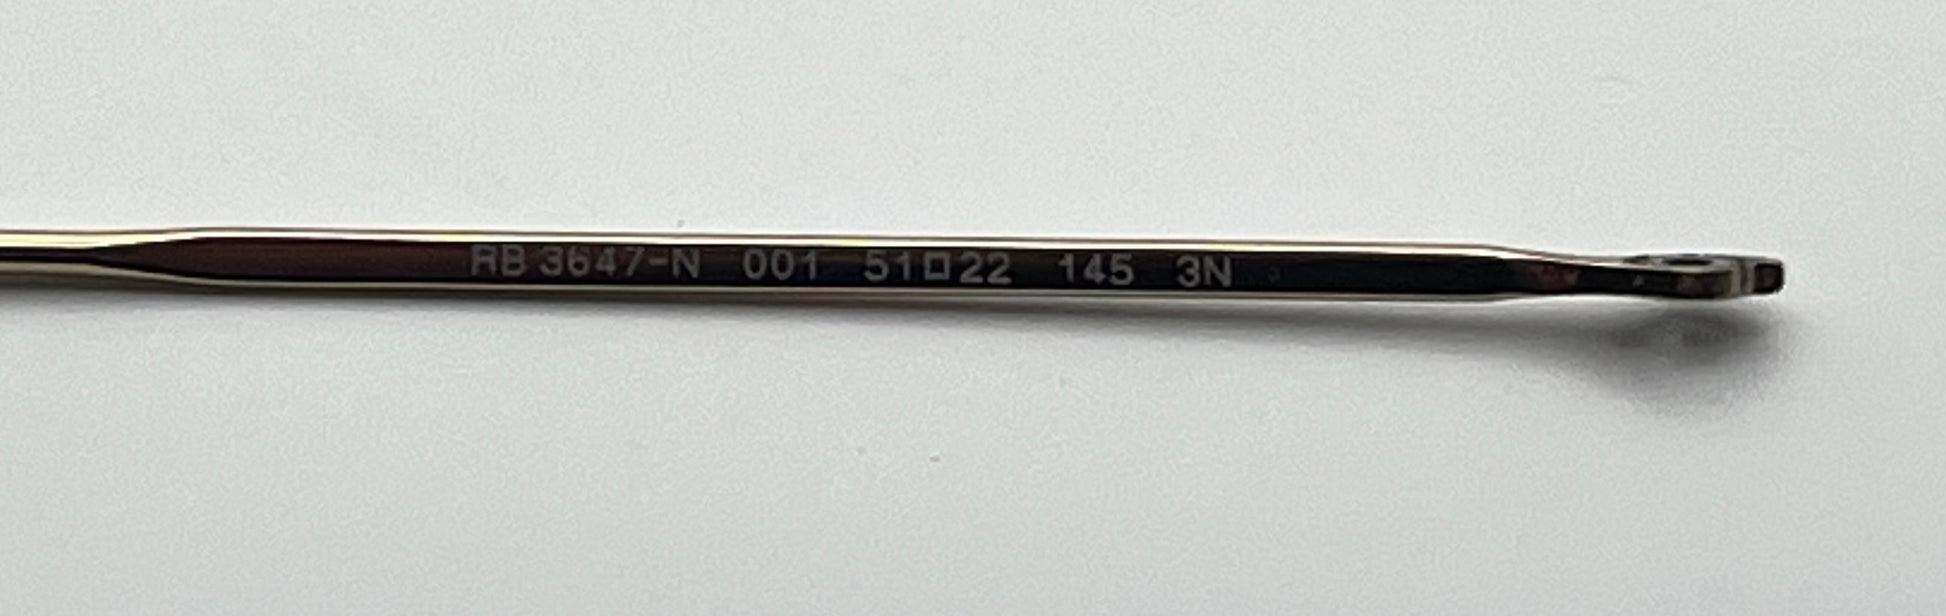 RB 3647-N 001 51□22 145 3N